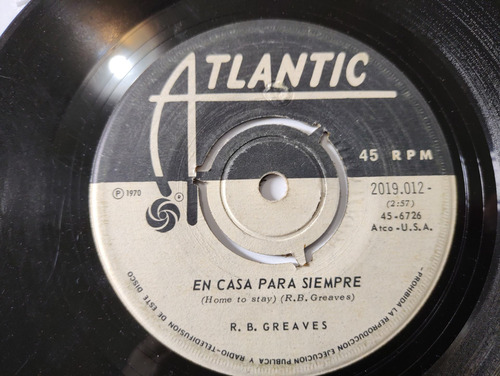 ATLANTIC
45 RPM
℗ 1970
®
2019.012-
(2:57)
45-6726
Atco-U.S.A.
EN CASA PARA SIEMPRE
(Home to stay) (R.B. Greaves)
R. B. GREAVES
-PROHIBIDA LA REPRODUCCION EJECUCION PUBLICA Y RADIO-TELEDIFUSION DE ESTE DISCO